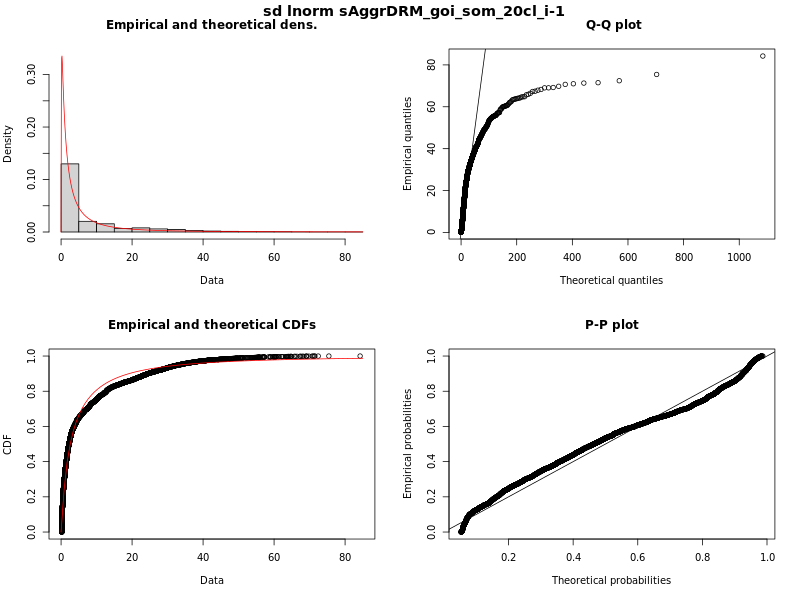 sd lnorm sAggrDRM_goi_som_20cl_i-1
Empirical and theoretical dens.
Density
0.00 0.10 0.20 0.30
0 20 40 60 80
Data
Q-Q plot
Empirical quantiles
0 20 40 60 80
0 200 400 600 800 1000
Theoretical quantiles
Empirical and theoretical CDFs
CDF
0.0 0.2 0.4 0.6 0.8 1.0
0 20 40 60 80
Data
P-P plot
Empirical probabilities
0.0 0.2 0.4 0.6 0.8 1.0
0.2 0.4 0.6 0.8 1.0
Theoretical probabilities